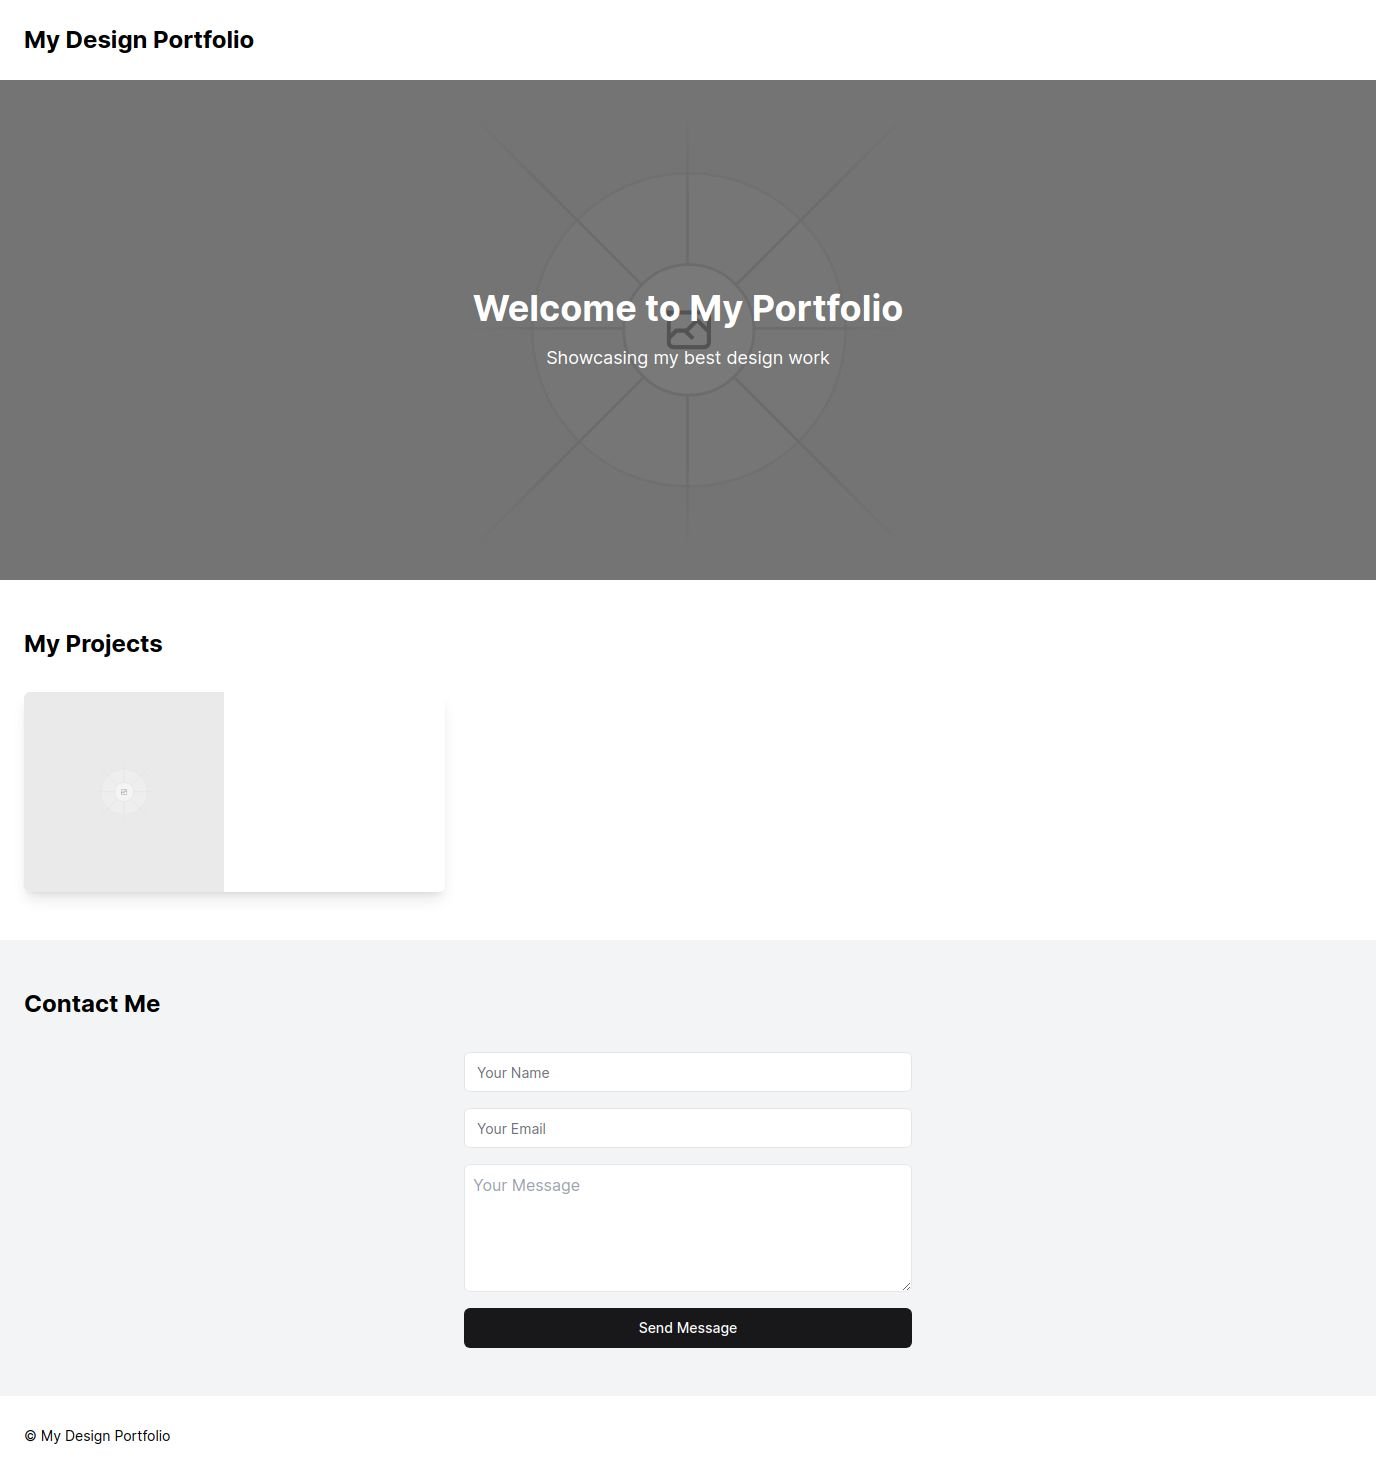 My Design Portfolio
Welcome to My Portfolio
Showcasing my best design work
My Projects
Contact Me
Your Name
Your Email
Your Message
Send Message
© My Design Portfolio